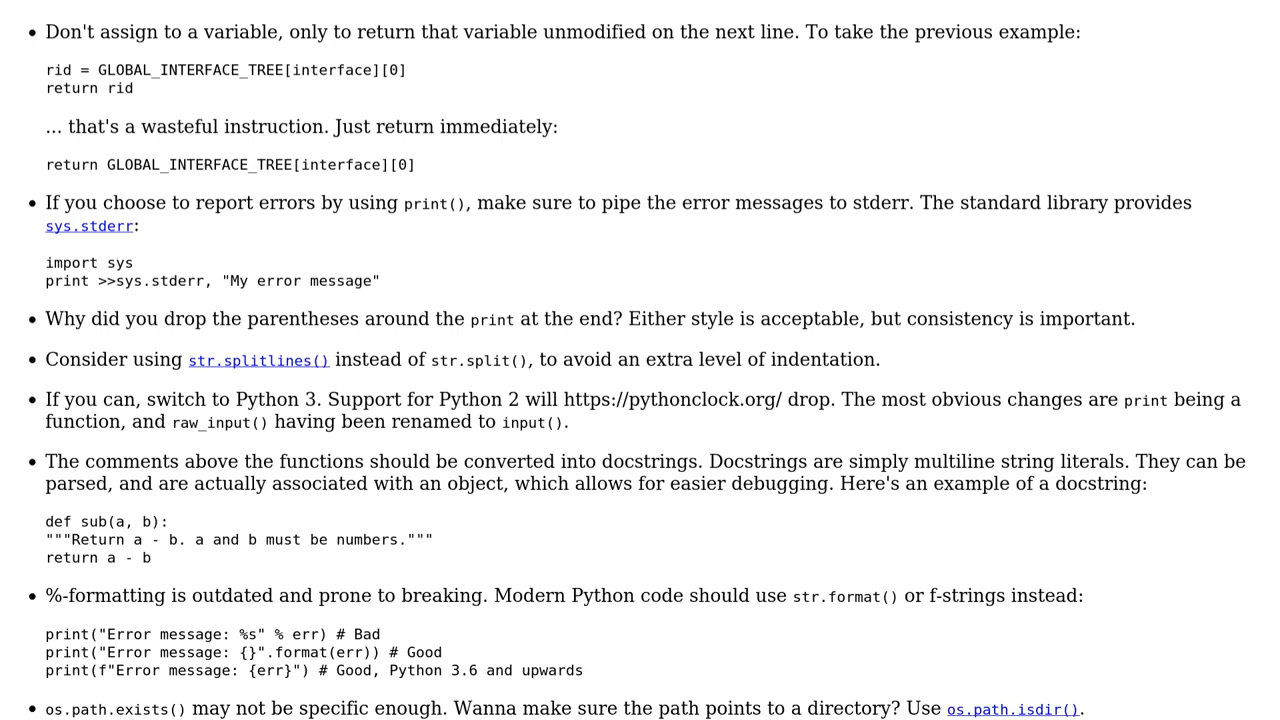 • Don't assign to a variable, only to return that variable unmodified on the next line. To take the previous example:
rid = GLOBAL_INTERFACE_TREE[interface][0]
return rid
... that's a wasteful instruction. Just return immediately:
return GLOBAL_INTERFACE_TREE[interface][0]
• If you choose to report errors by using print(), make sure to pipe the error messages to stderr. The standard library provides
sys.stderr:
import sys
print >>sys.stderr, "My error message"
• Why did you drop the parentheses around the print at the end? Either style is acceptable, but consistency is important.
• Consider using str.splitlines() instead of str.split(), to avoid an extra level of indentation.
• If you can, switch to Python 3. Support for Python 2 will https://pythonclock.org/ drop. The most obvious changes are print being a
function, and raw_input() having been renamed to input().
• The comments above the functions should be converted into docstrings. Docstrings are simply multiline string literals. They can be
parsed, and are actually associated with an object, which allows for easier debugging. Here's an example of a docstring:
def sub(a, b):
"""Return a - b. a and b must be numbers."""
return a - b
• %-formatting is outdated and prone to breaking. Modern Python code should use str.format() or f-strings instead:
print("Error message: %s" % err) # Bad
print("Error message: {}".format(err)) # Good
print(f"Error message: {err}") # Good, Python 3.6 and upwards
• os.path.exists() may not be specific enough. Wanna make sure the path points to a directory? Use os.path.isdir().